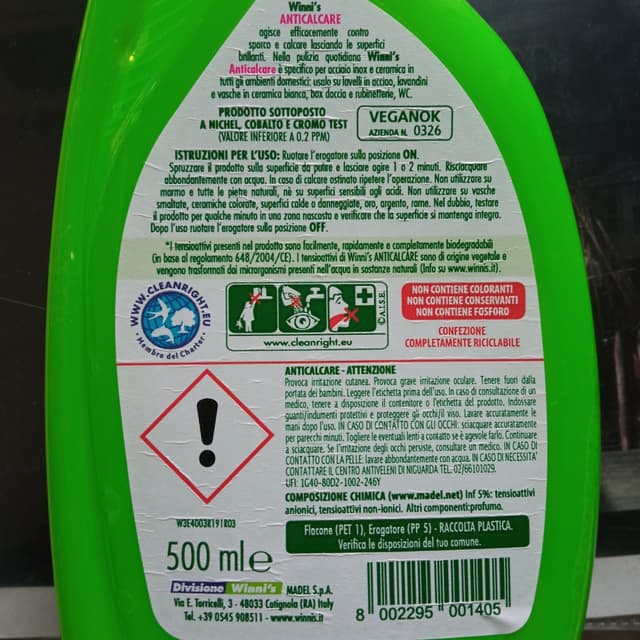 Winni's
ANTICALCARE
agisce efficacemente contro
sporco e calcare lasciando le superfici
brillanti. Nella pulizia quotidiana Winni's
Anticalcare è specifico per acciaio inox e ceramica in
tutti gli ambienti domestici: usalo su lavelli in acciao, lavandini
e vasche in ceramica bianca, box doccia e rubinetterie, WC.
PRODOTTO SOTTOPOSTO
A NICHEL, COBALTO E CROMO TEST
(VALORE INFERIORE A 0.2 PPM)
VEGANOK
AZIENDA N. 0326
ISTRUZIONI PER L'USO: Ruotare l'erogatore sulla posizione ON.
Spruzzare il prodotto sulla superficie da pulire e lasciare agire 1 o 2 minuti. Risciacquare
abbondantemente con acqua. In caso di calcare ostinato ripetere l'operazione. Non utilizzare su
marmo e tutte le pietre naturali, nè su superfici sensibili agli acidi. Non utilizzare su vasche
smaltate, ceramiche colorate, superfici calde o danneggiate, oro, argento, rame. Nel dubbio, testare
il prodotto per qualche minuto in una zona nascosta e verificare che la superficie si mantenga integra.
Dopo l'uso ruotare l'erogatore sulla posizione OFF.
*I tensioattivi presenti nel prodotto sono facilmente, rapidamente e completamente biodegradabili
(in base al regolamento 648/2004/CE). I tensioattivi di Winni's ANTICALCARE sono di origine vegetale e
vengono trasformati dai microrganismi presenti nell'acqua in sostanze naturali (Info su www.winnis.it).
WWW.CLEANRIGHT.EU
• Membro del Charter •
www.cleanright.eu
© A.I.S.E.
NON CONTIENE COLORANTI
NON CONTIENE CONSERVANTI
NON CONTIENE FOSFORO
CONFEZIONE
COMPLETAMENTE RICICLABILE
ANTICALCARE - ATTENZIONE
Provoca irritazione cutanea. Provoca grave irritazione oculare. Tenere fuori dalla
portata dei bambini. Leggere l'etichetta prima dell'uso. In caso di consultazione di un
medico, tenere a disposizione il contenitore o l'etichetta del prodotto. Indossare
guanti/indumenti protettivi e proteggere gli occhi/il viso. Lavare accuratamente le
mani dopo l'uso. IN CASO DI CONTATTO CON GLI OCCHI: sciacquare accuratamente
per parecchi minuti. Togliere le eventuali lenti a contatto se è agevole farlo. Continuare
a sciacquare. Se l'irritazione degli occhi persiste, consultare un medico. IN CASO DI
CONTATTO CON LA PELLE: lavare abbondantemente con acqua. IN CASO DI NECESSITA'
CONTATTARE IL CENTRO ANTIVELENI DI NIGUARDA TEL. 02/66101029.
UFI: 1G40-80D2-1002-246Y
COMPOSIZIONE CHIMICA (www.madel.net) Inf 5%: tensioattivi
anionici, tensioattivi non-ionici. Altri componenti:profumo.
W3E4003R191R03
Flacone (PET 1), Erogatore (PP 5) - RACCOLTA PLASTICA.
Verifica le disposizioni del tuo comune.
500 ml e
Divisione Winni's MADEL S.p.A.
Via E. Torricelli, 3 - 48033 Cotignola (RA) Italy
Tel. +39 0545 908511 - www.winnis.it
8 002295 001405